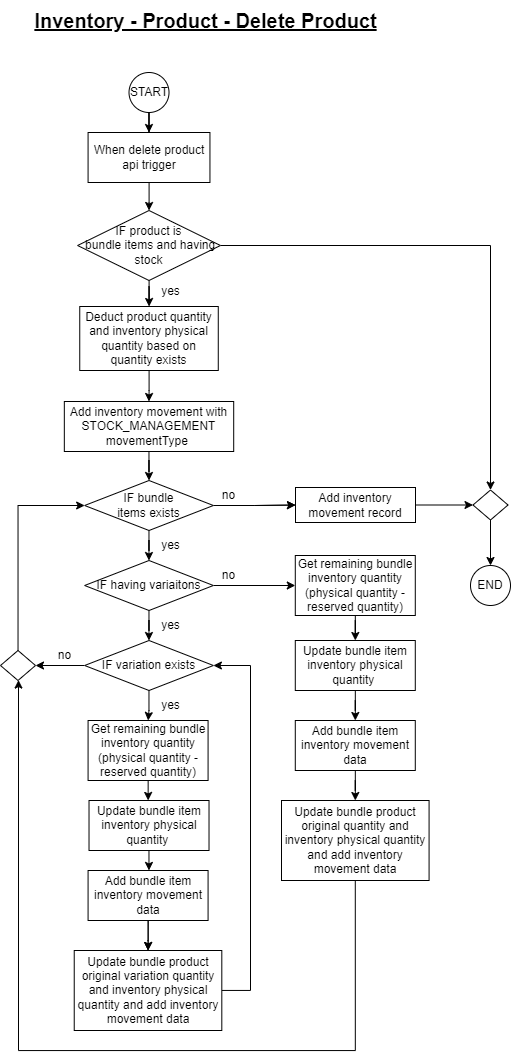 Inventory - Product - Delete Product
START
When delete product
api trigger
IF product is
bundle items and having
stock
yes
Deduct product quantity
and inventory physical
quantity based on
quantity exists
Add inventory movement with
STOCK_MANAGEMENT
movementType
IF bundle
items exists
no
Add inventory
movement record
yes
END
IF having variaitons
no
Get remaining bundle
inventory quantity
(physical quantity -
reserved quantity)
yes
Update bundle item
inventory physical
quantity
IF variation exists
no
yes
Add bundle item
inventory movement
data
Get remaining bundle
inventory quantity
(physical quantity -
reserved quantity)
Update bundle product
original quantity and
inventory physical quantity
and add inventory
movement data
Update bundle item
inventory physical
quantity
Add bundle item
inventory movement
data
Update bundle product
original variation quantity
and inventory physical
quantity and add inventory
movement data